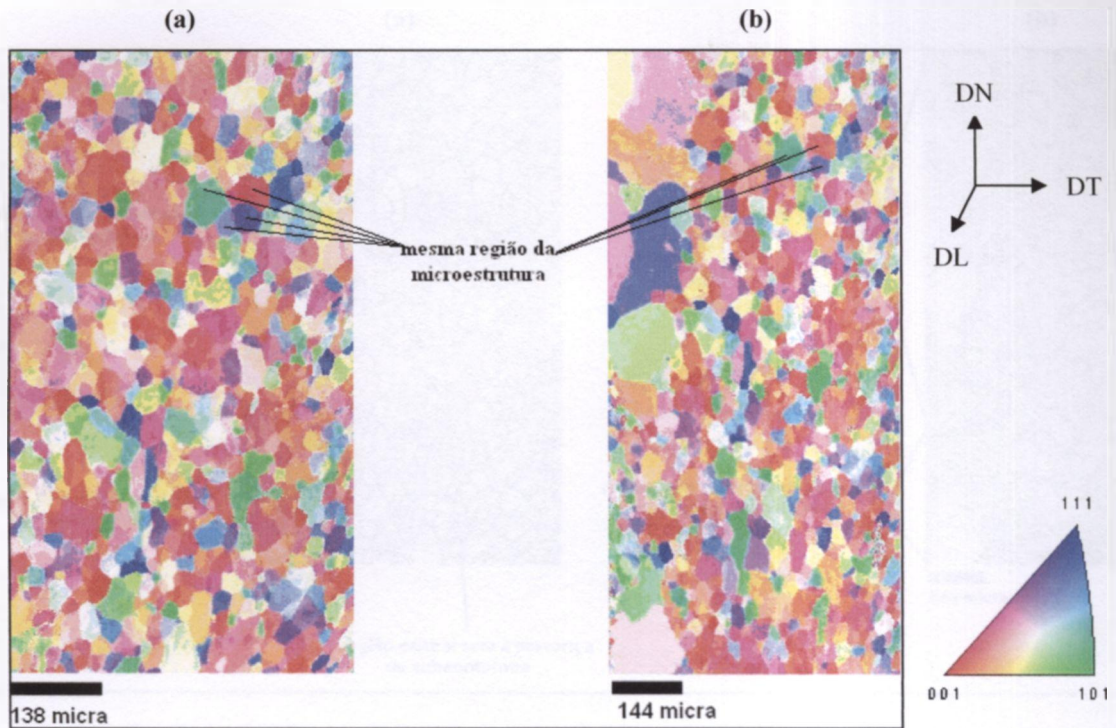 (a)
(b)
DN
DT
DL
mesma região da
microestrutura
111
001
101
138 micra
144 micra